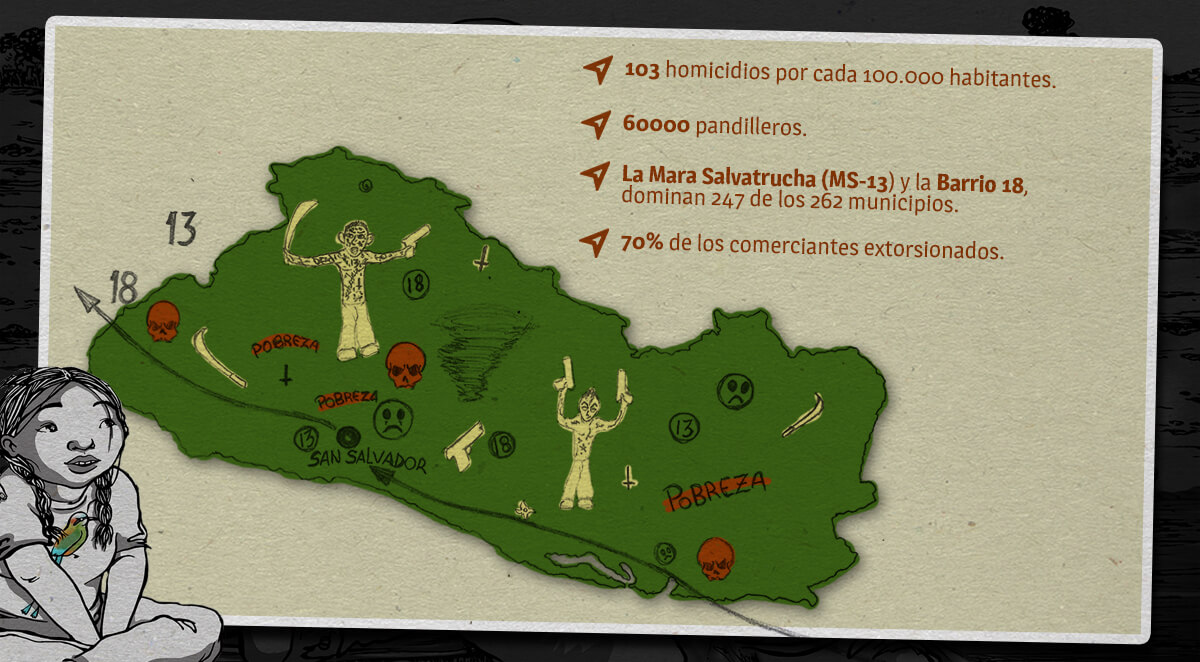 103 homicidios por cada 100.000 habitantes.
60000 pandilleros.
La Mara Salvatrucha (MS-13) y la Barrio 18,
dominan 247 de los 262 municipios.
70% de los comerciantes extorsionados.
13
18
18
POBREZA
POBREZA
13
SAN SALVADOR
18
13
POBREZA